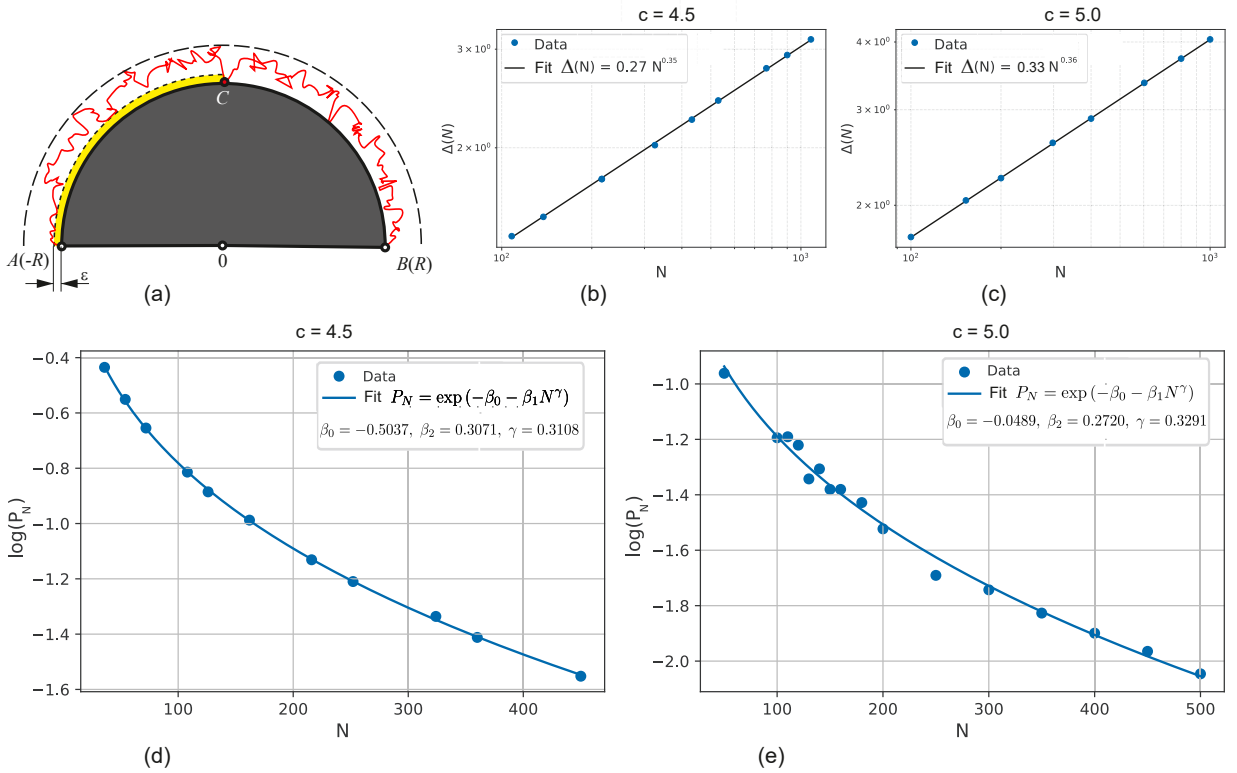 C
A(-R)
0
B(R)
ε
(a)
c = 4.5
Data
Fit Δ(N) = 0.27 N^0.35
3 × 10^0
2 × 10^0
Δ(N)
10^2
10^3
N
(b)
c = 5.0
Data
Fit Δ(N) = 0.33 N^0.36
4 × 10^0
3 × 10^0
2 × 10^0
Δ(N)
10^2
10^3
N
(c)
c = 4.5
Data
Fit P_N = exp (−β_0 − β_1 N^γ)
β_0 = −0.5037, β_2 = 0.3071, γ = 0.3108
−0.4
−0.6
−0.8
−1.0
−1.2
−1.4
−1.6
log(P_N)
100
200
300
400
N
(d)
c = 5.0
Data
Fit P_N = exp (−β_0 − β_1 N^γ)
β_0 = −0.0489, β_2 = 0.2720, γ = 0.3291
−1.0
−1.2
−1.4
−1.6
−1.8
−2.0
log(P_N)
100
200
300
400
500
N
(e)